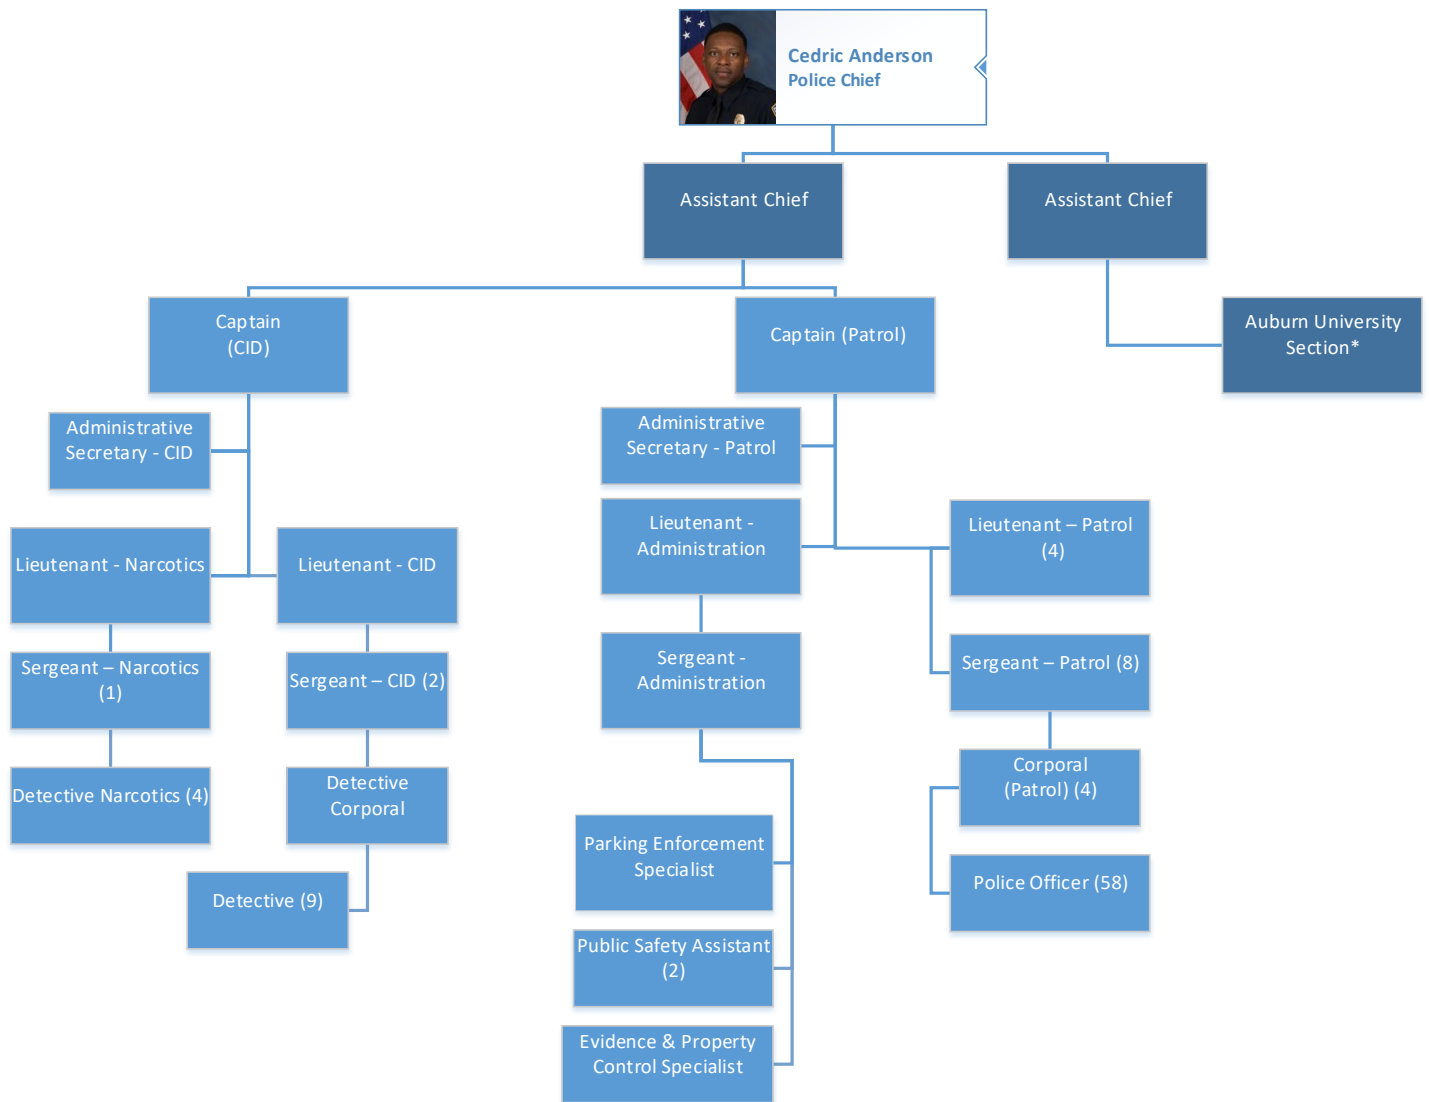 Cedric Anderson
Police Chief
Assistant Chief
Assistant Chief
Captain
(CID)
Captain (Patrol)
Auburn University
Section*
Administrative
Secretary - CID
Administrative
Secretary - Patrol
Lieutenant - Narcotics
Lieutenant - CID
Lieutenant -
Administration
Lieutenant – Patrol
(4)
Sergeant – Narcotics
(1)
Sergeant – CID (2)
Sergeant -
Administration
Sergeant – Patrol (8)
Detective Narcotics (4)
Detective
Corporal
Corporal
(Patrol) (4)
Detective (9)
Parking Enforcement
Specialist
Police Officer (58)
Public Safety Assistant
(2)
Evidence & Property
Control Specialist